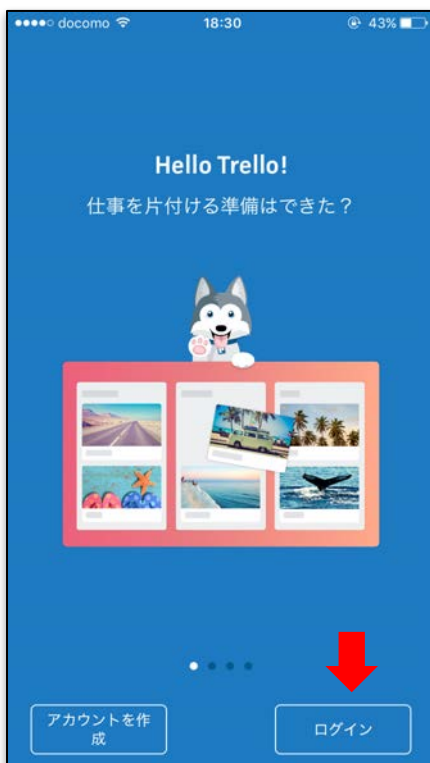 docomo 18:30 43%
Hello Trello!
仕事を片付ける準備はできた？
アカウントを作
成
ログイン